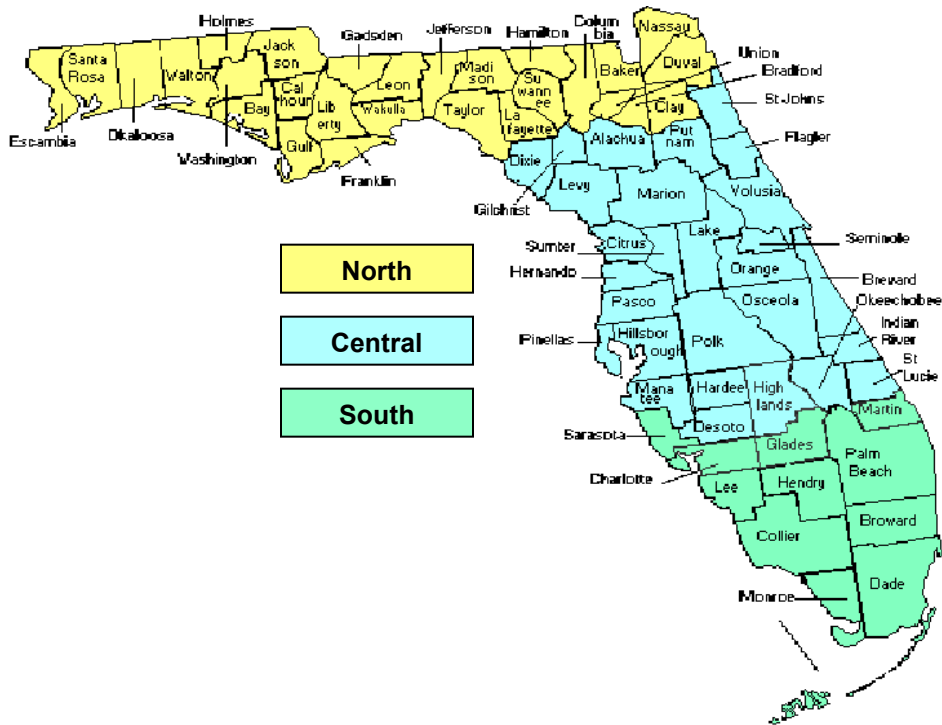 Holmes
Jack
son
Gadsden
Jefferson
Hamilton
Colum
bia
Nassau
Santa
Rosa
Walton
Leon
Madi
son
Baker
Duval
Union
Bradford
Cal
houn
Su
wann
ee
Bay
Lib
erty
Wakulla
Taylor
La
fayette
Clay
St Johns
Escambia
Okaloosa
Washington
Gulf
Franklin
Dixie
Alachua
Put
nam
Flagler
Gilchrist
Levy
Marion
Volusia
Sumter
Citrus
Lake
Seminole
North
Hernando
Orange
Brevard
Pasco
Osceola
Okeechobee
Central
Pinellas
Hillsbor
ough
Polk
Indian
River
St
Lucie
South
Mana
tee
Hardee
High
lands
Martin
Desoto
Sarasota
Glades
Palm
Beach
Charlotte
Lee
Hendry
Broward
Collier
Dade
Monroe